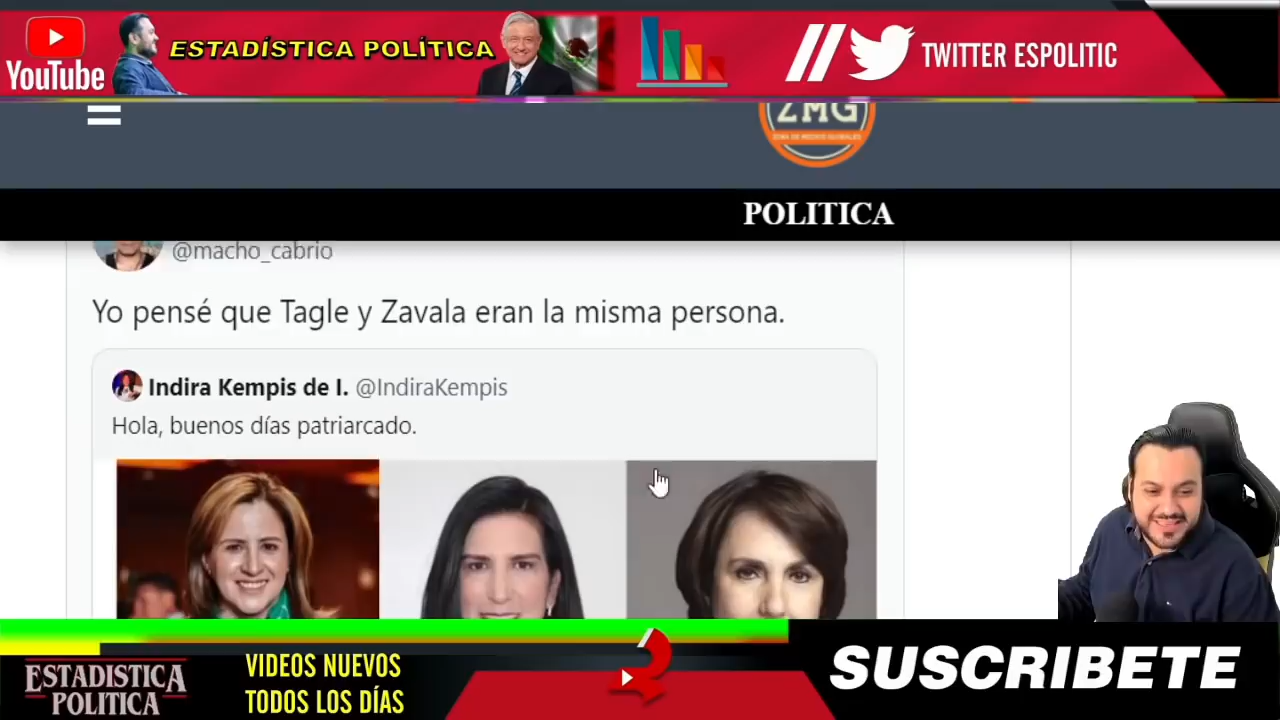 YouTube
ESTADÍSTICA POLÍTICA
TWITTER ESPOLITIC
ZMG
POLITICA
@macho_cabrio
Yo pensé que Tagle y Zavala eran la misma persona.
Indira Kempis de I. @IndiraKempis
Hola, buenos días patriarcado.
ESTADISTICA
POLÍTICA
VIDEOS NUEVOS
TODOS LOS DÍAS
SUSCRIBETE